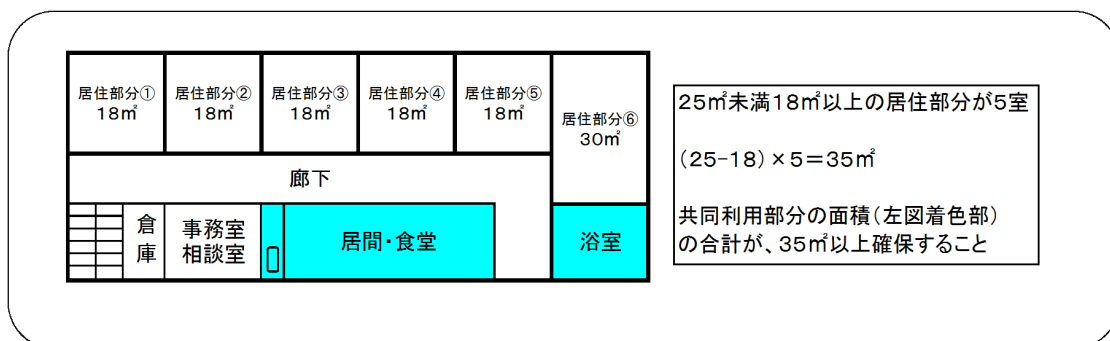 居住部分①
18㎡
居住部分②
18㎡
居住部分③
18㎡
居住部分④
18㎡
居住部分⑤
18㎡
居住部分⑥
30㎡
廊下
倉
庫
事務室
相談室
居間・食堂
浴室
25㎡未満18㎡以上の居住部分が5室
(25-18)×5=35㎡
共同利用部分の面積(左図着色部)
の合計が、35㎡以上確保すること